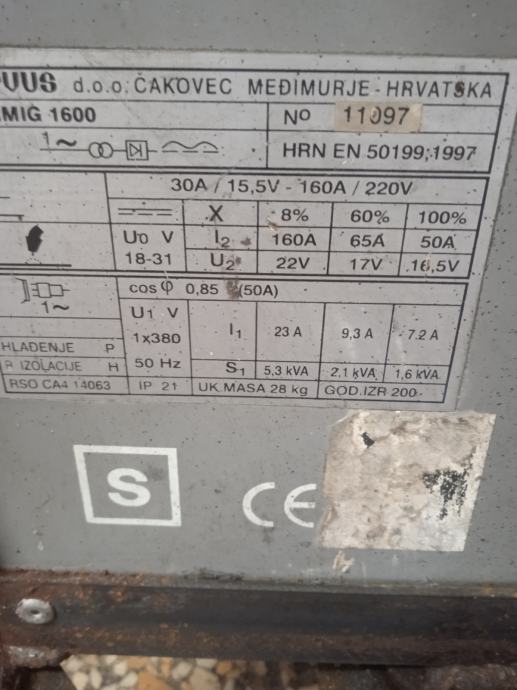 VUS d.o.o. ČAKOVEC MEĐIMURJE - HRVATSKA
MIG 1600 Nº 11097
1~ HRN EN 50199:1997
30A / 15,5V - 160A / 220V
X 8% 60% 100%
U0 V I2 160A 65A 50A
18-31 U2 22V 17V 16,5V
cos φ 0,85 (50A)
1~ U1 V
1x380 I1 23 A 9,3 A 7.2 A
HLAĐENJE P
IZOLACIJE H 50 Hz S1 5,3 kVA 2,1 kVA 1,6 kVA
RSO CA4 14063 IP 21 UK.MASA 28 kg GOD.IZR 200-
S
CE